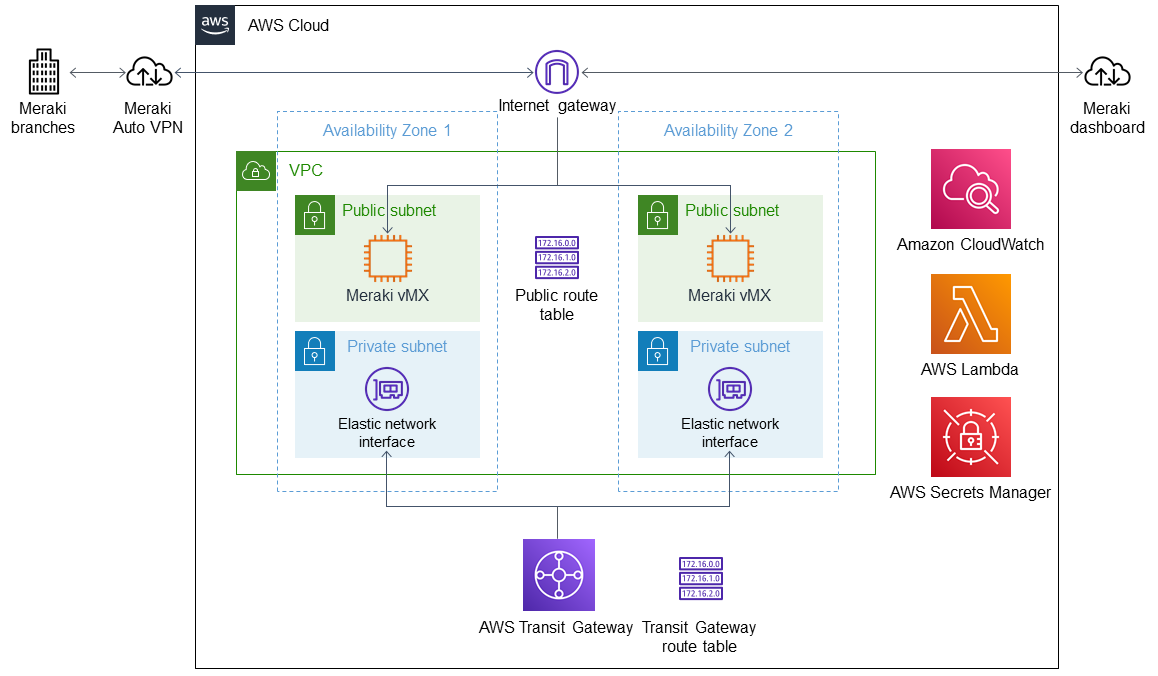 aws
AWS Cloud
Meraki
branches
Meraki
Auto VPN
Internet gateway
Meraki
dashboard
Availability Zone 1
Availability Zone 2
VPC
Public subnet
Meraki vMX
172.16.0.0
172.16.1.0
172.16.2.0
Public route
table
Public subnet
Meraki vMX
Amazon CloudWatch
Private subnet
Elastic network
interface
Private subnet
Elastic network
interface
AWS Lambda
AWS Secrets Manager
AWS Transit Gateway
172.16.0.0
172.16.1.0
172.16.2.0
Transit Gateway
route table